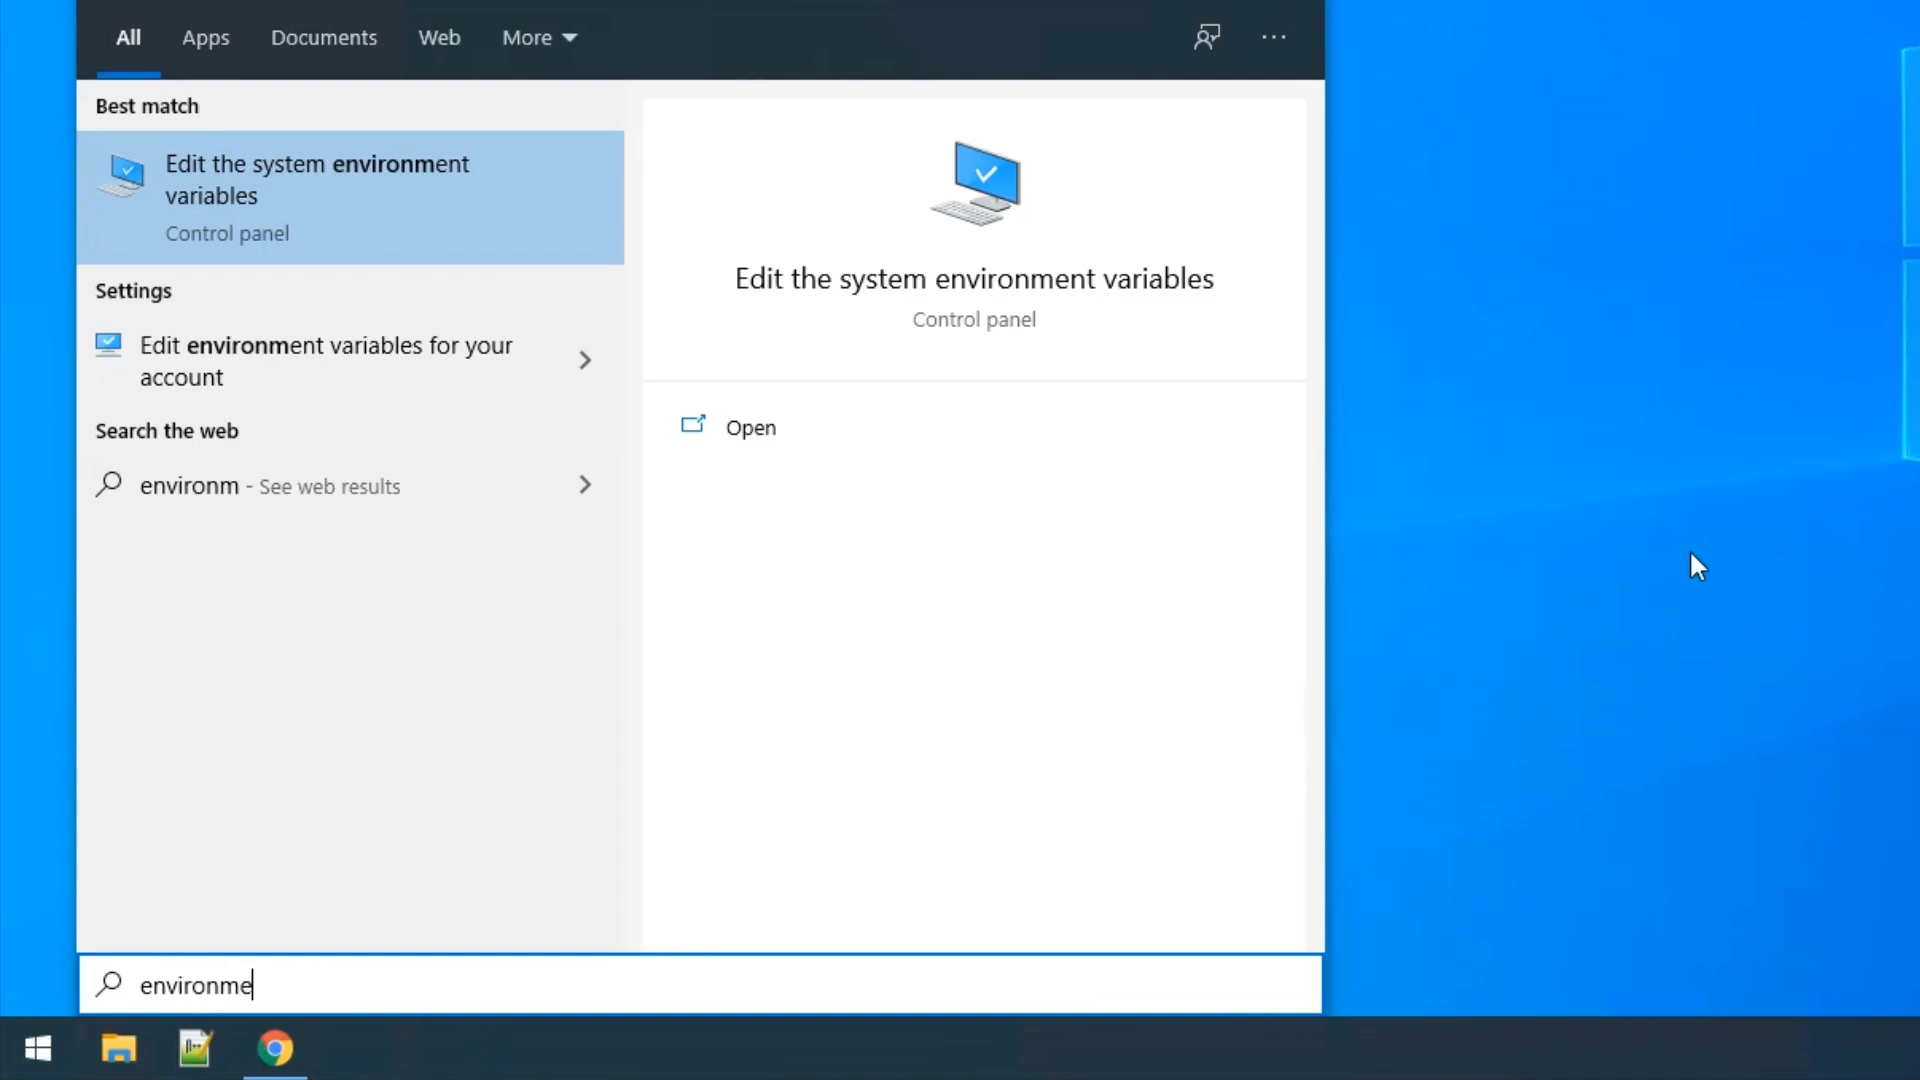 All Apps Documents Web More
Best match
Edit the system environment
variables
Control panel
Settings
Edit environment variables for your
account
Search the web
environm - See web results
Edit the system environment variables
Control panel
Open
environme